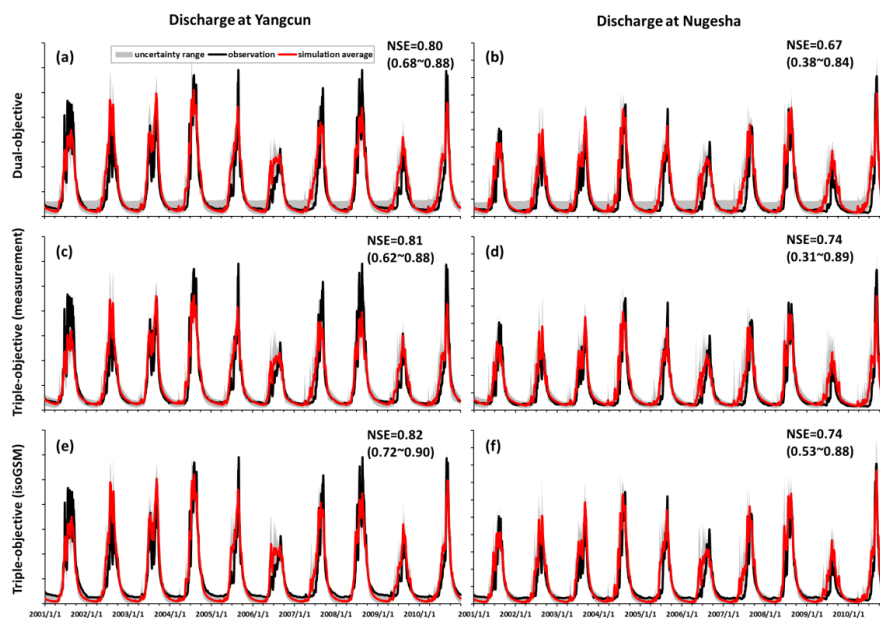 Discharge at Yangcun
Discharge at Nugesha
Dual-objective
(a)
uncertainty range observation simulation average
NSE=0.80
(0.68~0.88)
(b)
NSE=0.67
(0.38~0.84)
Triple-objective (measurement)
(c)
NSE=0.81
(0.62~0.88)
(d)
NSE=0.74
(0.31~0.89)
Triple-objective (isoGSM)
(e)
NSE=0.82
(0.72~0.90)
(f)
NSE=0.74
(0.53~0.88)
2001/1/1 2002/1/1 2003/1/1 2004/1/1 2005/1/1 2006/1/1 2007/1/1 2008/1/1 2009/1/1 2010/1/1
2001/1/1 2002/1/1 2003/1/1 2004/1/1 2005/1/1 2006/1/1 2007/1/1 2008/1/1 2009/1/1 2010/1/1